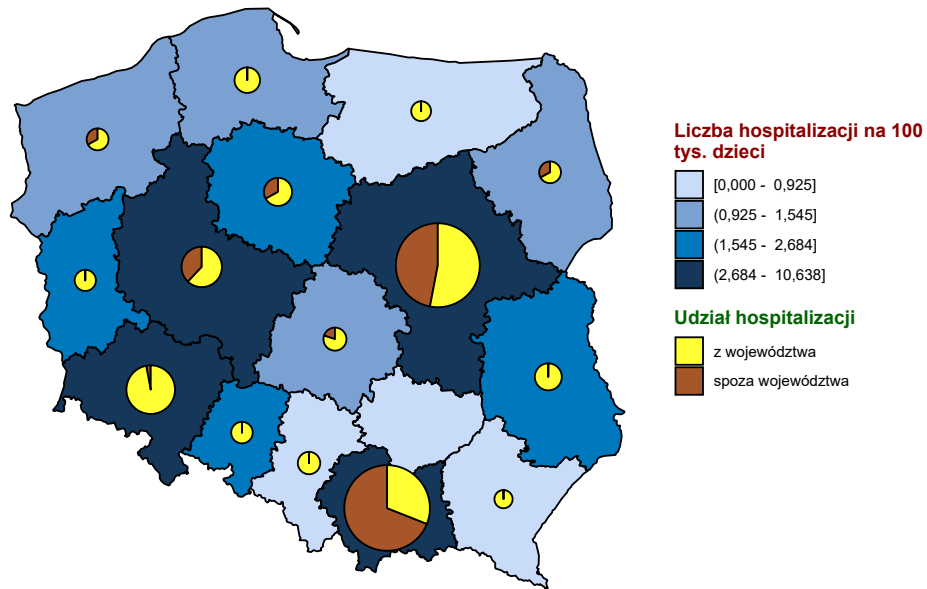 Liczba hospitalizacji na 100
tys. dzieci
[0,000 - 0,925]
(0,925 - 1,545]
(1,545 - 2,684]
(2,684 - 10,638]
Udział hospitalizacji
z województwa
spoza województwa